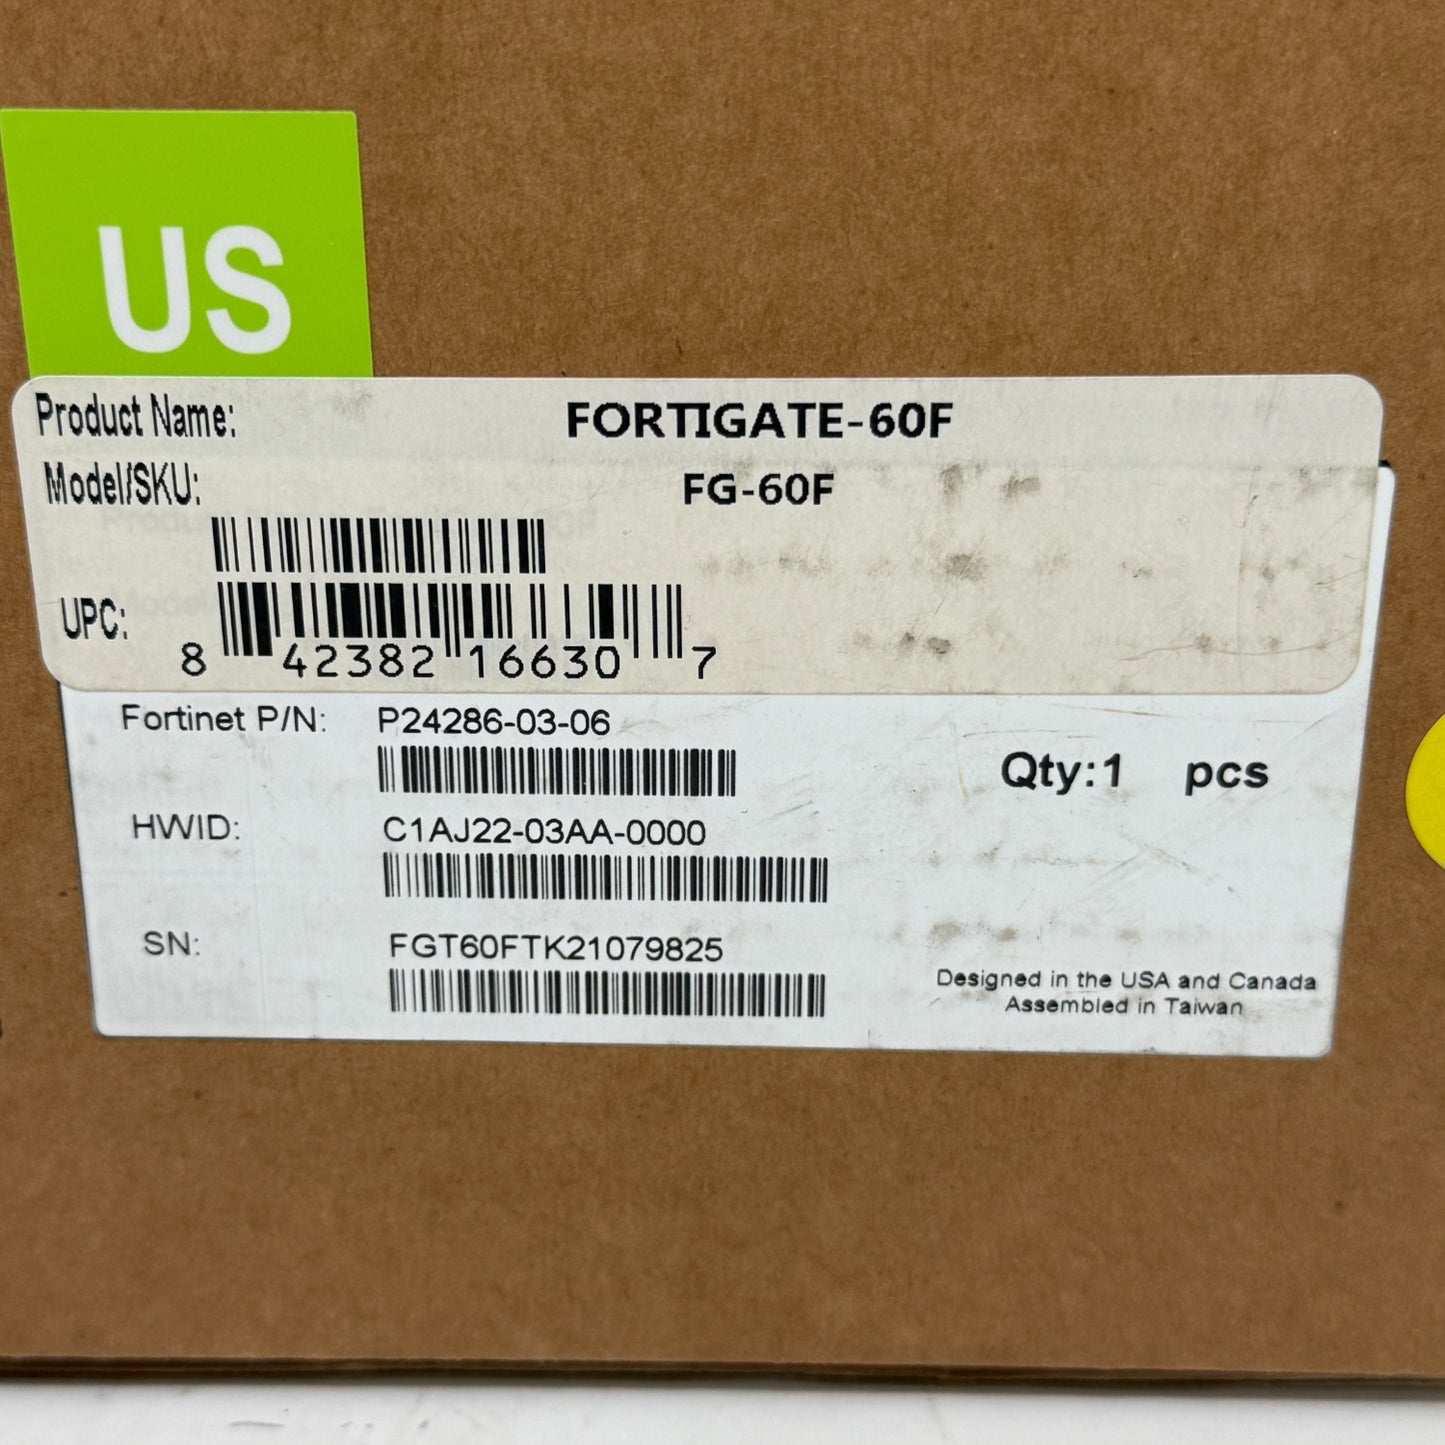 US
Product Name: FORTIGATE-60F
Model/SKU: FG-60F
UPC: 8 42382 16630 7
Fortinet P/N: P24286-03-06
Qty:1 pcs
HWID: C1AJ22-03AA-0000
SN: FGT60FTK21079825
Designed in the USA and Canada
Assembled in Taiwan